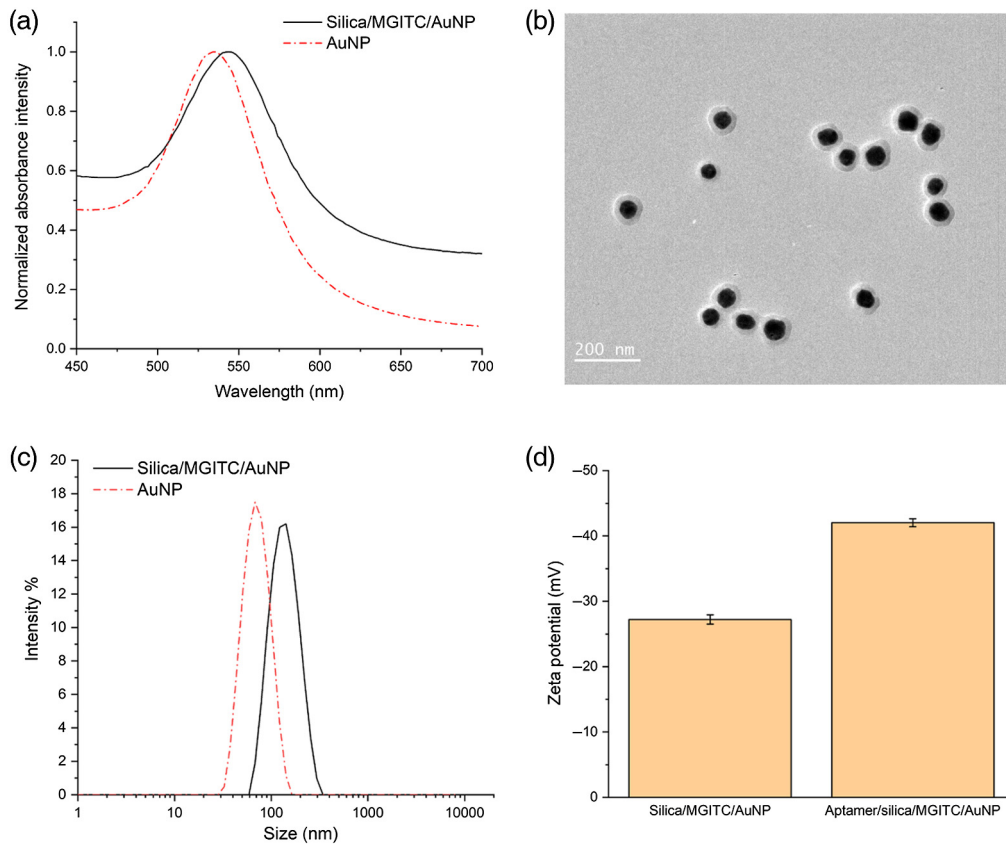 (a)
Silica/MGITC/AuNP
AuNP
Normalized absorbance intensity
1.0
0.8
0.6
0.4
0.2
0.0
450 500 550 600 650 700
Wavelength (nm)
(b)
200 nm
(c)
Silica/MGITC/AuNP
AuNP
Intensity %
20
18
16
14
12
10
8
6
4
2
0
1 10 100 1000 10000
Size (nm)
(d)
Zeta potential (mV)
–50
–40
–30
–20
–10
0
Silica/MGITC/AuNP Aptamer/silica/MGITC/AuNP